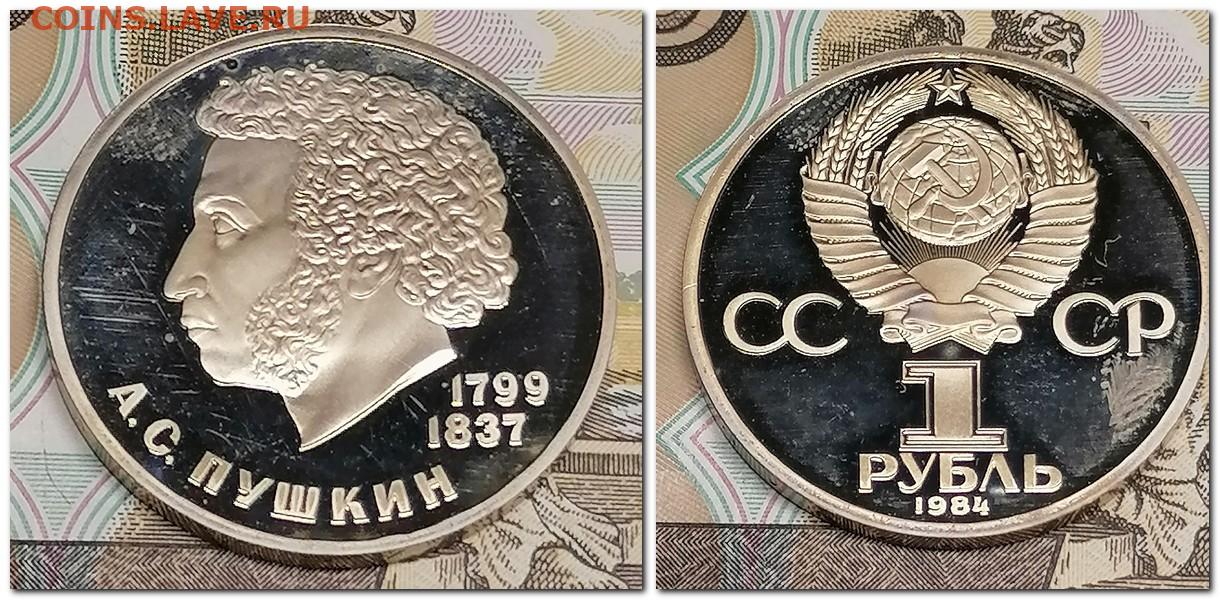 COINS.LAVE.RU
1799
1837
А.С. ПУШКИН
СС СР
1
РУБЛЬ
1984